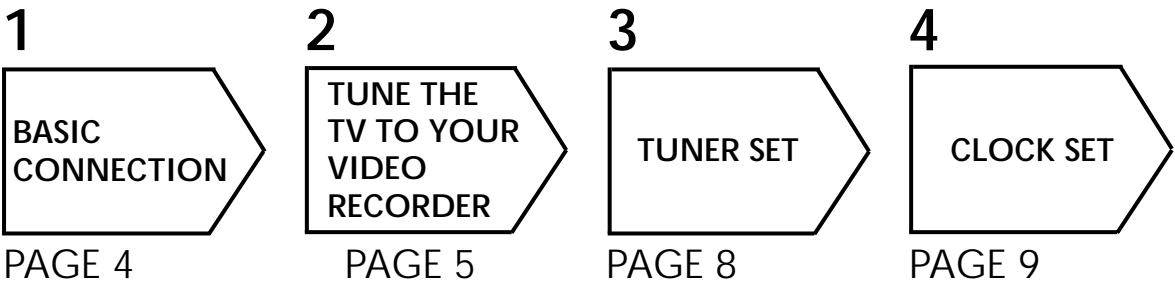 1
BASIC
CONNECTION
PAGE 4
2
TUNE THE
TV TO YOUR
VIDEO
RECORDER
PAGE 5
3
TUNER SET
PAGE 8
4
CLOCK SET
PAGE 9